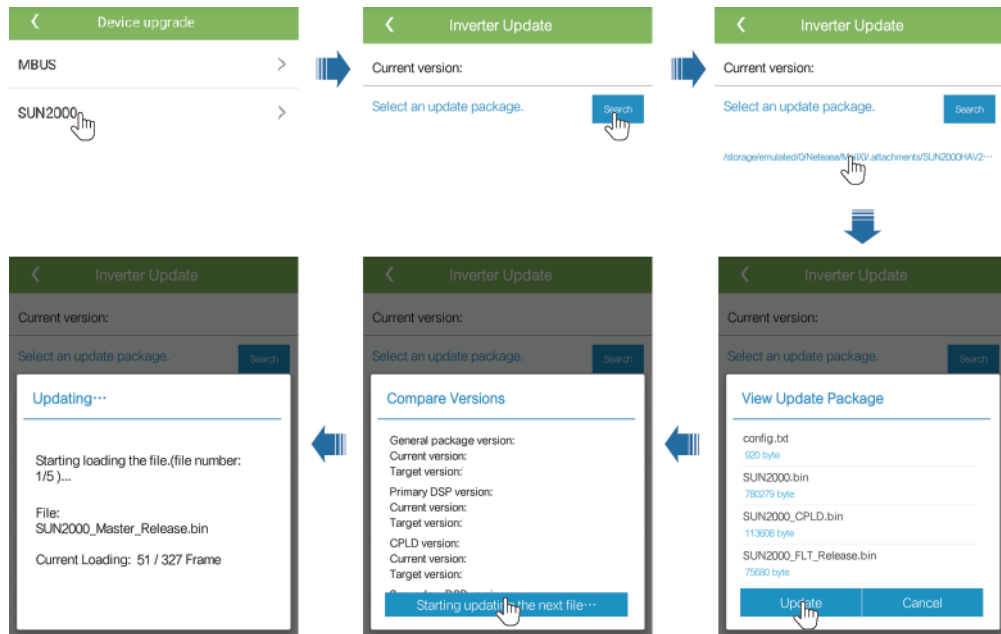 Device upgrade
MBUS
SUN2000
Inverter Update
Current version:
Select an update package.
Search
Inverter Update
Current version:
Select an update package.
Search
/storage/emulated/0/Netease/Mail/0/.attachments/SUN2000HAV2···
Inverter Update
Current version:
Select an update package.
Search
View Update Package
config.txt
920 byte
SUN2000.bin
780279 byte
SUN2000_CPLD.bin
113608 byte
SUN2000_FLT_Release.bin
75680 byte
Update
Cancel
Inverter Update
Current version:
Select an update package.
Search
Compare Versions
General package version:
Current version:
Target version:
Primary DSP version:
Current version:
Target version:
CPLD version:
Current version:
Target version:
Starting updating the next file···
Inverter Update
Current version:
Select an update package.
Search
Updating···
Starting loading the file.(file number:
1/5 )...
File:
SUN2000_Master_Release.bin
Current Loading: 51 / 327 Frame